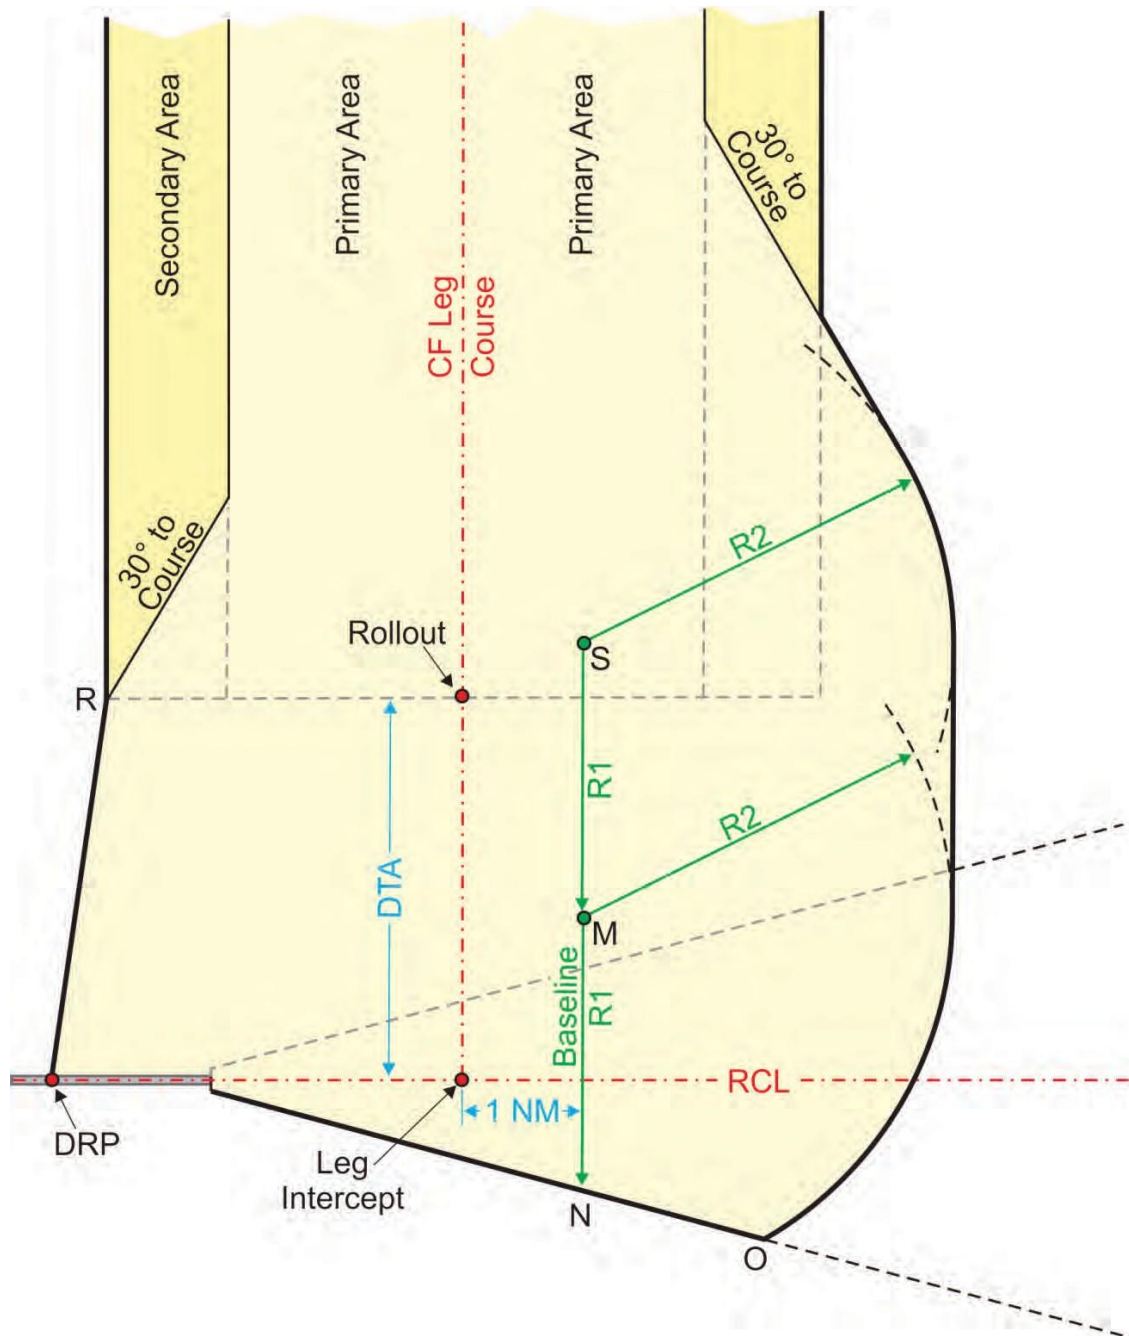 Secondary Area
Primary Area
Primary Area
30° to
Course
CF Leg
Course
30° to
Course
R2
Rollout
S
R
R1
R2
DTA
M
Baseline
R1
RCL
1 NM
DRP
Leg
Intercept
N
O